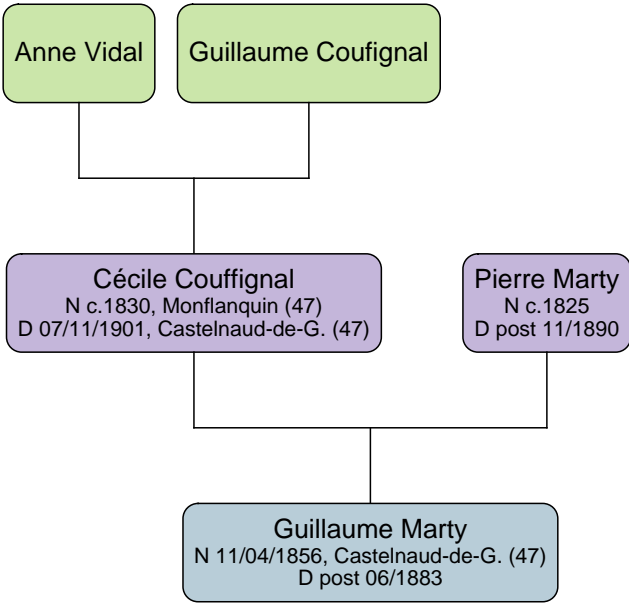 Anne Vidal
Guillaume Coufignal
Cécile Couffignal
N c.1830, Monflanquin (47)
D 07/11/1901, Castelnaud-de-G. (47)
Pierre Marty
N c.1825
D post 11/1890
Guillaume Marty
N 11/04/1856, Castelnaud-de-G. (47)
D post 06/1883